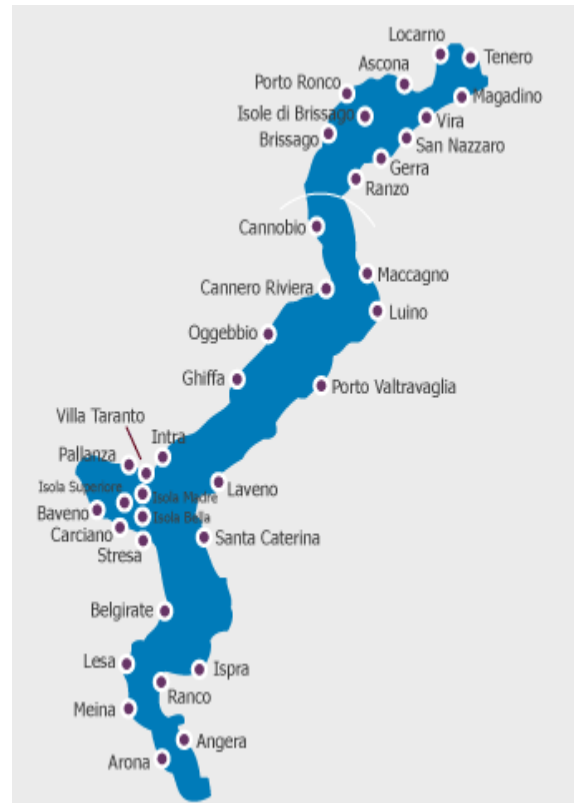 Locarno
Tenero
Ascona
Porto Ronco
Magadino
Isole di Brissago
Vira
Brissago
San Nazzaro
Gerra
Ranzo
Cannobio
Maccagno
Cannero Riviera
Luino
Oggebbio
Ghiffa
Porto Valtravaglia
Villa Taranto
Intra
Pallanza
Isola Superiore
Laveno
Isola Madre
Baveno
Isola Bella
Carciano
Santa Caterina
Stresa
Belgirate
Lesa
Ispra
Ranco
Meina
Angera
Arona